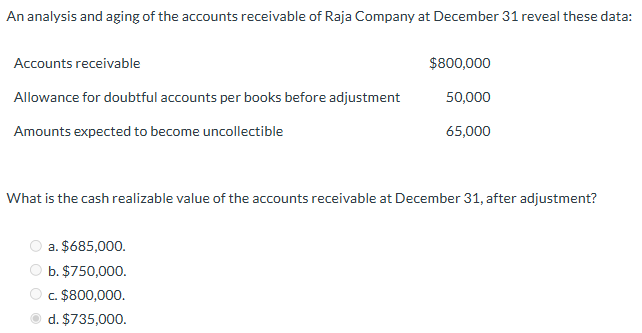 An analysis and aging of the accounts receivable of Raja Company at December 31 reveal these data:
Accounts receivable $800,000
Allowance for doubtful accounts per books before adjustment 50,000
Amounts expected to become uncollectible 65,000
What is the cash realizable value of the accounts receivable at December 31, after adjustment?
a. $685,000.
b. $750,000.
c. $800,000.
d. $735,000.